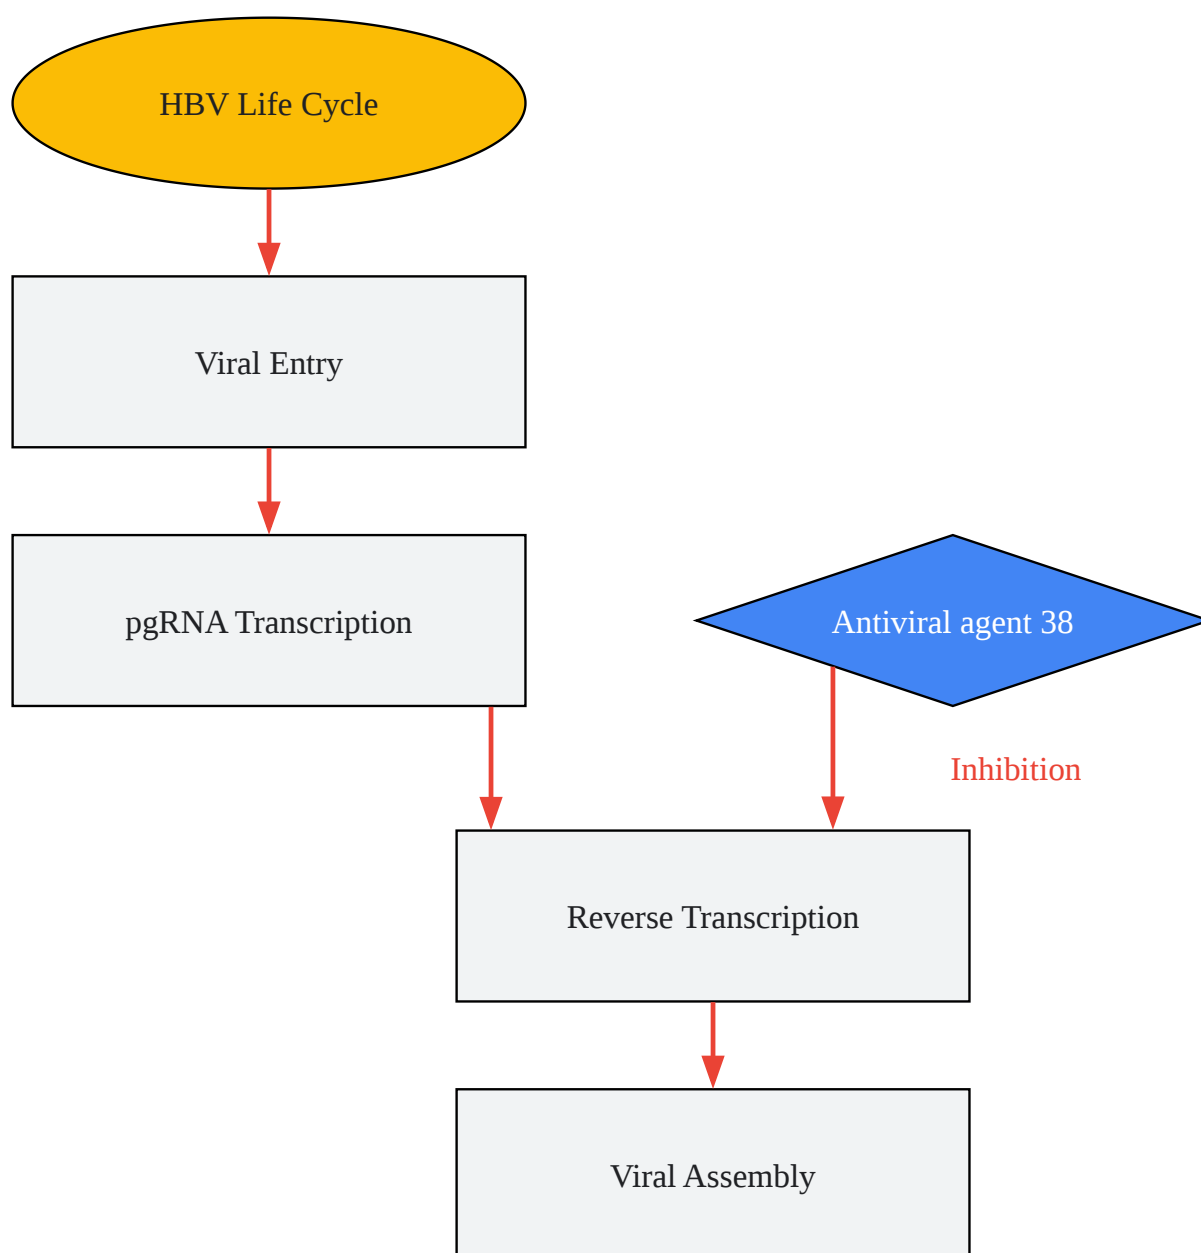 HBV Life Cycle
Viral Entry
pgRNA Transcription
Antiviral agent 38
Inhibition
Reverse Transcription
Viral Assembly